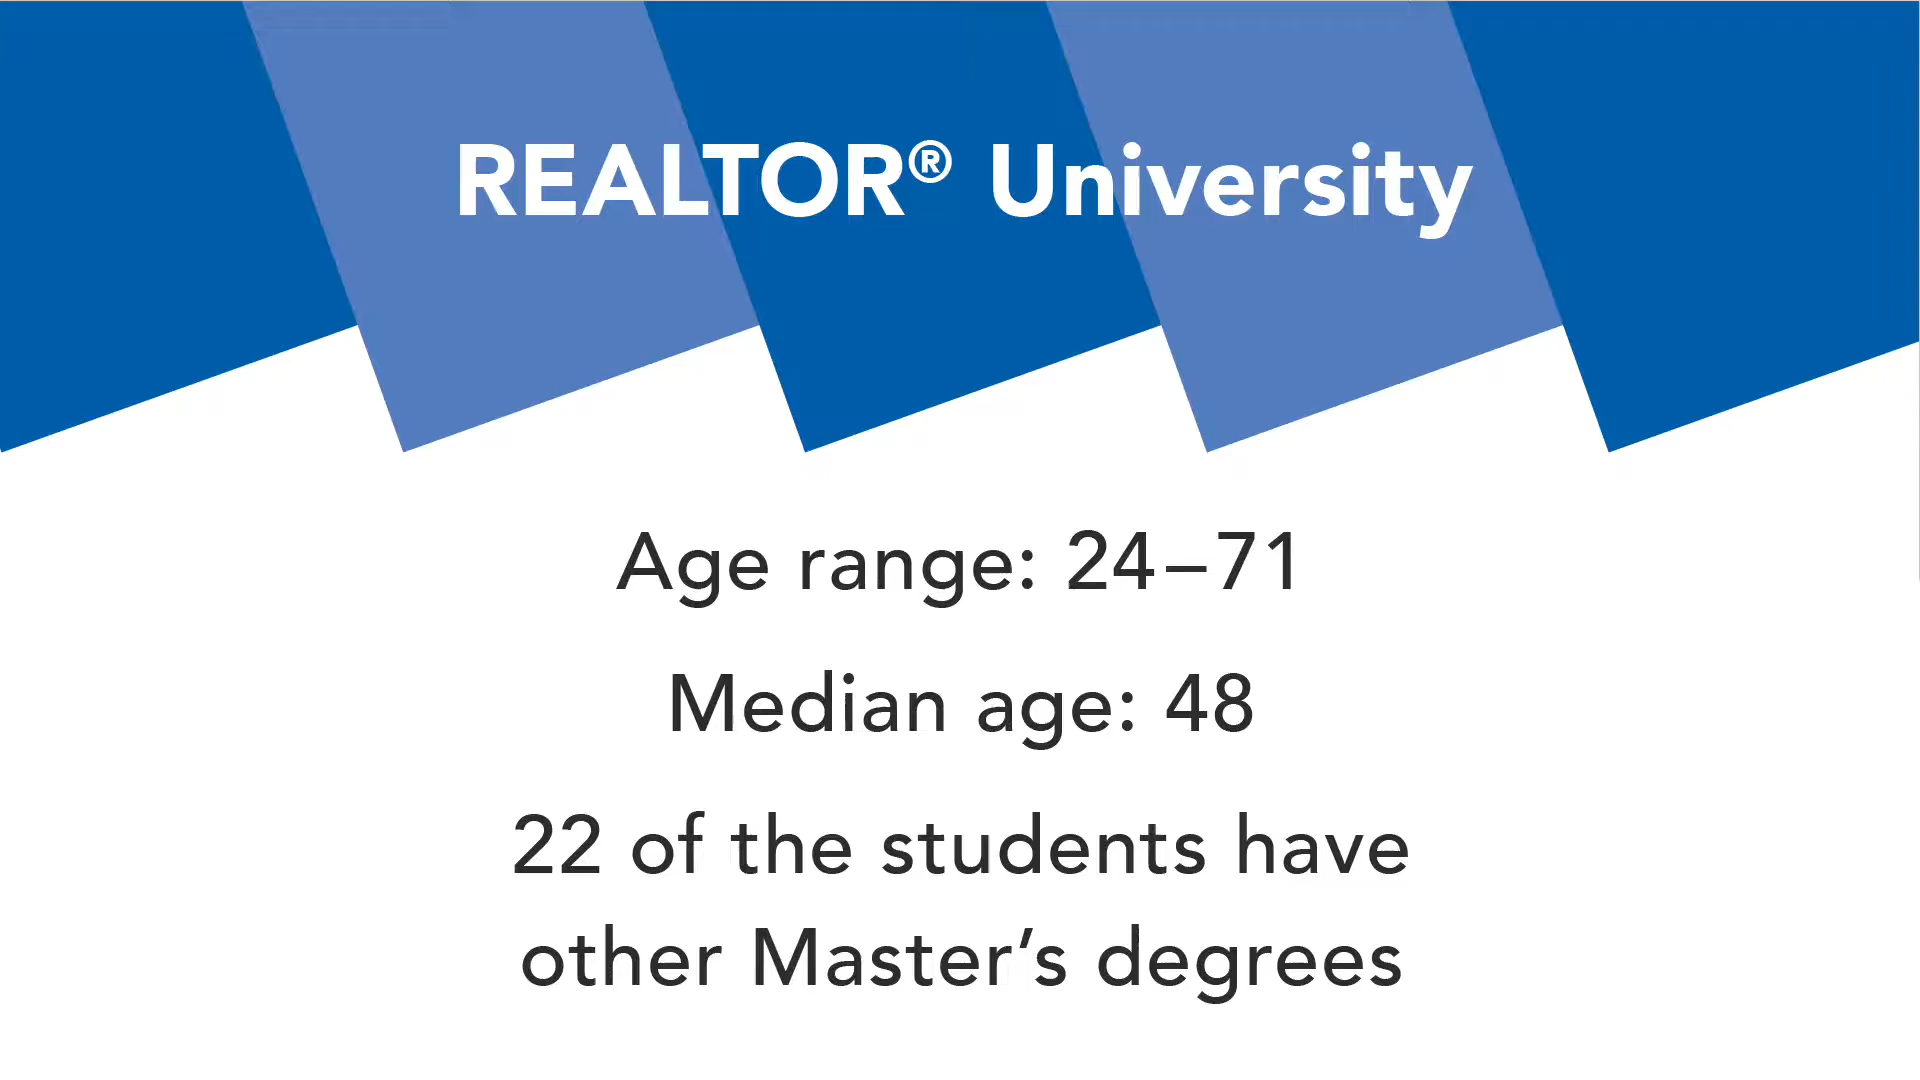 REALTOR® University
Age range: 24–71
Median age: 48
22 of the students have
other Master’s degrees